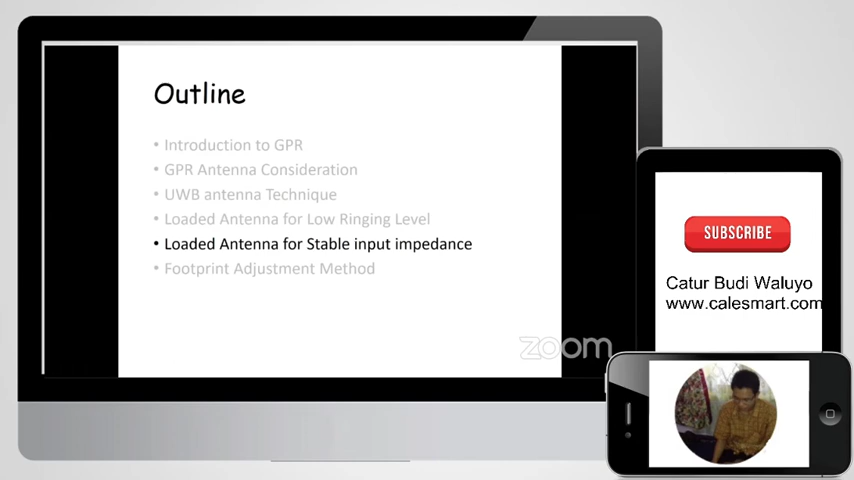 Outline
• Introduction to GPR
• GPR Antenna Consideration
• UWB antenna Technique
• Loaded Antenna for Low Ringing Level
• Loaded Antenna for Stable input impedance
• Footprint Adjustment Method
zoom
SUBSCRIBE
Catur Budi Waluyo
www.calesmart.com